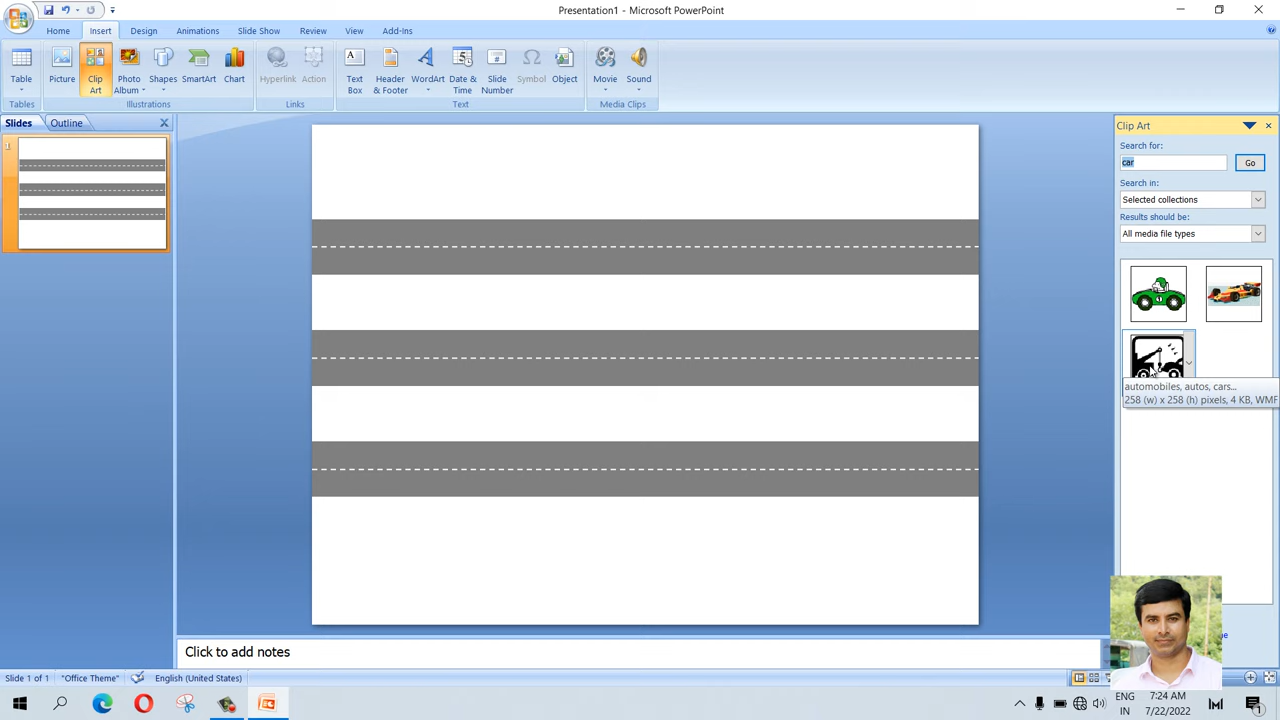 Presentation1 - Microsoft PowerPoint
Home Insert Design Animations Slide Show Review View Add-Ins
Table Picture Clip Art Photo Album Shapes SmartArt Chart Hyperlink Action Text Box Header & Footer WordArt Date & Time Slide Number Symbol Object Movie Sound
Tables Illustrations Links Text Media Clips
Slides Outline
Clip Art
Search for:
car Go
Search in:
Selected collections
Results should be:
All media file types
1
automobiles, autos, cars...
258 (w) x 258 (h) pixels, 4 KB, WMF
Click to add notes
Slide 1 of 1 "Office Theme" English (United States)
ENG
IN
7:24 AM
7/22/2022
1